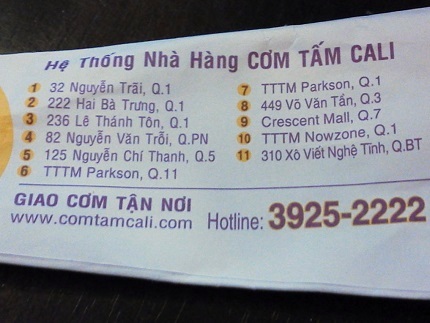 Hệ Thống Nhà Hàng CƠM TẤM CALI
1 32 Nguyễn Trãi, Q.1
2 222 Hai Bà Trưng, Q.1
3 236 Lê Thánh Tôn, Q.1
4 82 Nguyễn Văn Trỗi, Q.PN
5 125 Nguyễn Chí Thanh, Q.5
6 TTTM Parkson, Q.11
7 TTTM Parkson, Q.1
8 449 Võ Văn Tần, Q.3
9 Crescent Mall, Q.7
10 TTTM Nowzone, Q.1
11 310 Xô Viết Nghệ Tĩnh, Q.BT
GIAO CƠM TẬN NƠI
www.comtamcali.com Hotline: 3925-2222